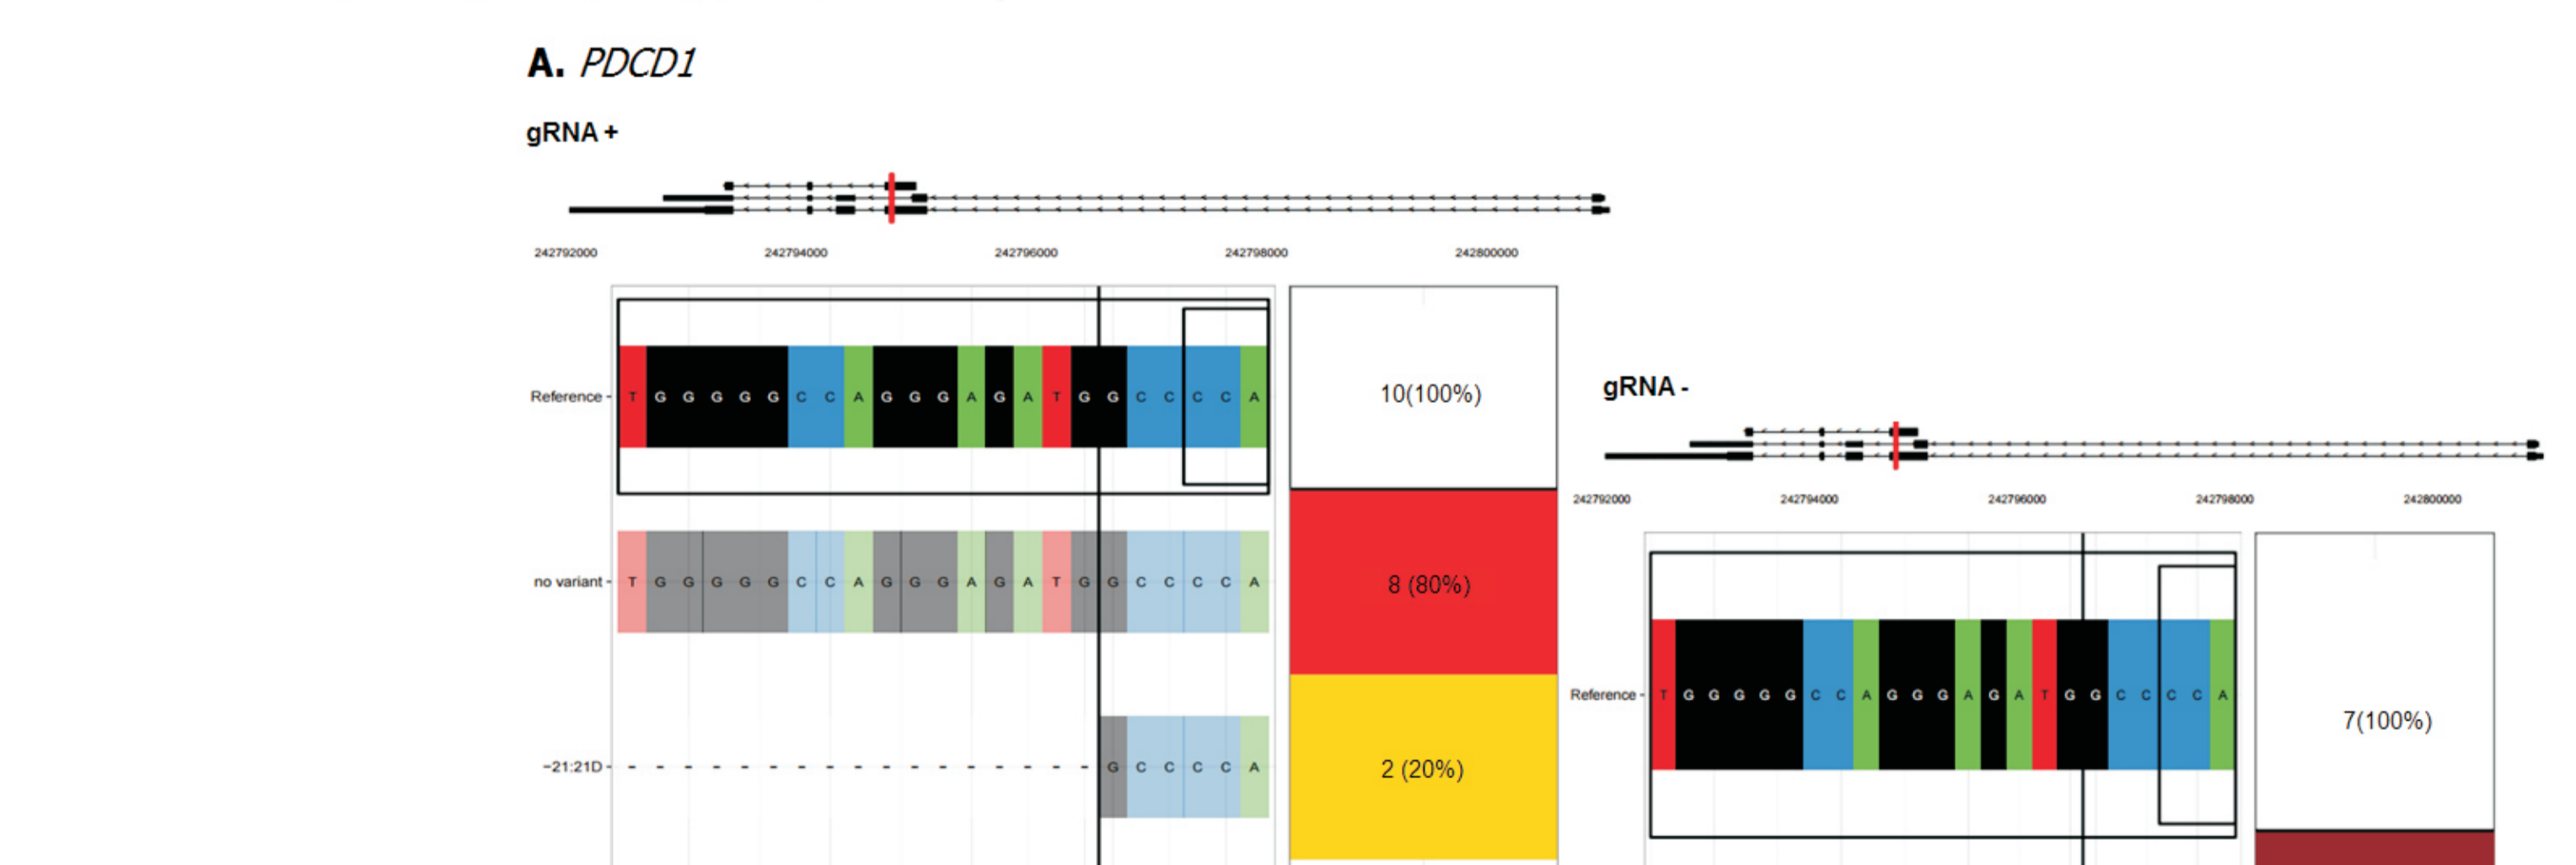 A. PDCD1
gRNA +
242792000 242794000 242796000 242798000 242800000
Reference - T G G G G G C C A G G G A G A T G G C C C C A
10(100%)
no variant - T G G G G G C C A G G G A G A T G G C C C C A
8 (80%)
−21:21D - - - - - - - - - - - - - - - - - - G C C C C A
2 (20%)
gRNA -
242792000 242794000 242796000 242798000 242800000
Reference - T G G G G G C C A G G G A G A T G G C C C C A
7(100%)